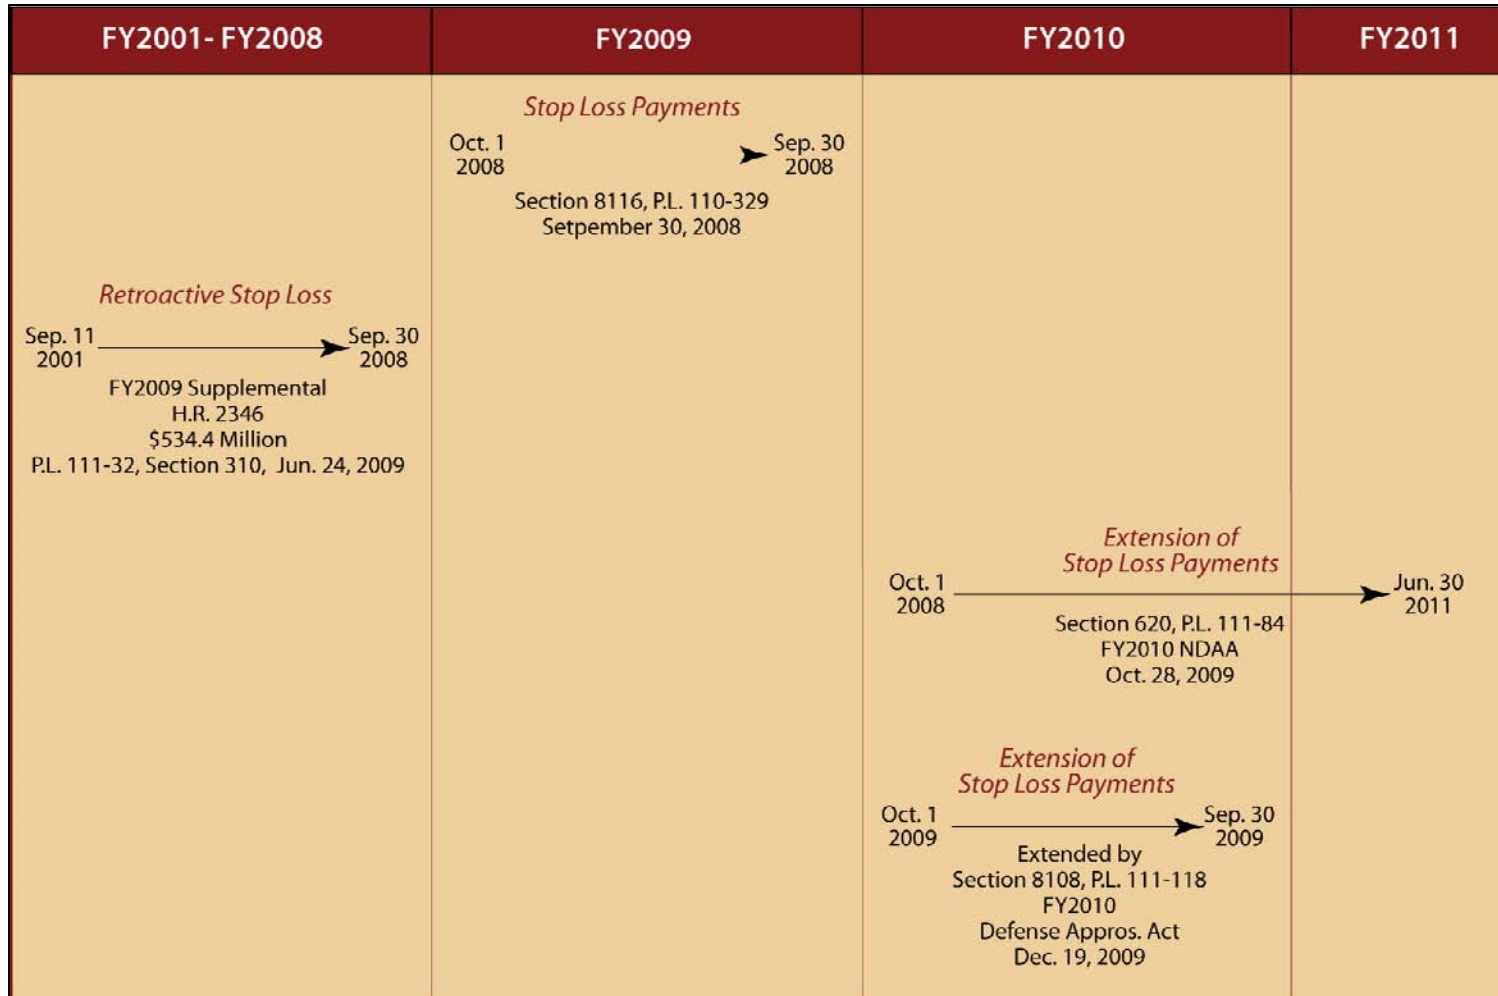 FY2001- FY2008
FY2009
FY2010
FY2011
Stop Loss Payments
Oct. 1
2008
Sep. 30
2008
Section 8116, P.L. 110-329
Setpember 30, 2008
Retroactive Stop Loss
Sep. 11
2001
Sep. 30
2008
FY2009 Supplemental
H.R. 2346
$534.4 Million
P.L. 111-32, Section 310, Jun. 24, 2009
Extension of
Stop Loss Payments
Oct. 1
2008
Jun. 30
2011
Section 620, P.L. 111-84
FY2010 NDAA
Oct. 28, 2009
Extension of
Stop Loss Payments
Oct. 1
2009
Sep. 30
2009
Extended by
Section 8108, P.L. 111-118
FY2010
Defense Appros. Act
Dec. 19, 2009